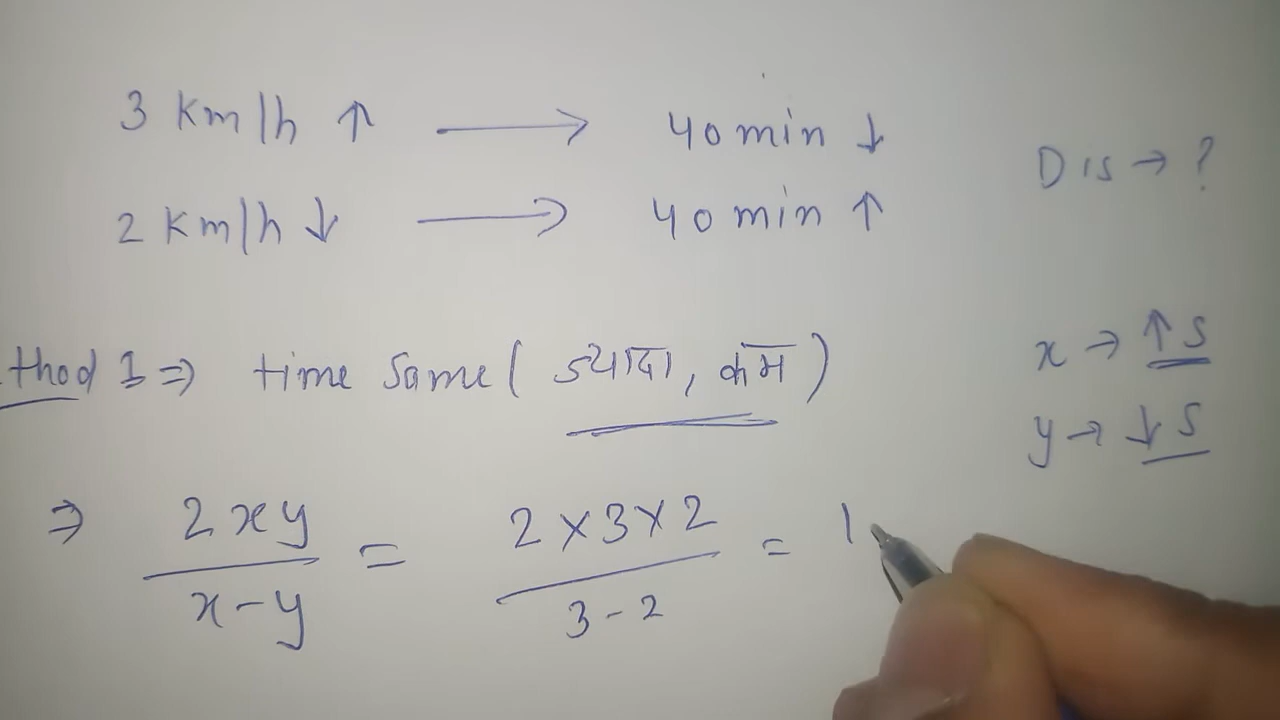 3 Km/h ↑ → 40 min ↓
2 Km/h ↓ → 40 min ↑
Dis → ?
thod 1 ⇒ time Same ( ज्यादा, कम )
x → ↑ S
y → ↓ S
⇒ 2xy / x-y = 2×3×2 / 3-2 = 1